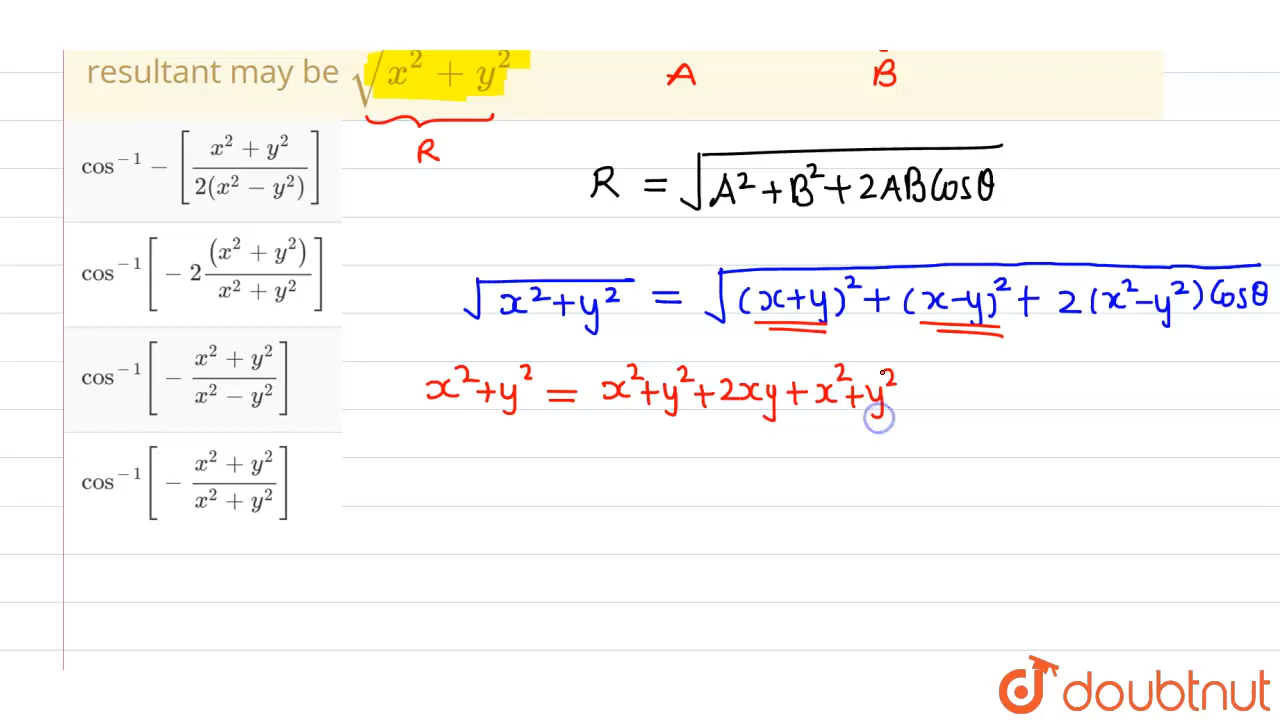 resultant may be √x² + y²
A B
R
cos⁻¹ − [x² + y² / 2(x² − y²)]
R = √A² + B² + 2AB Cosθ
cos⁻¹ [− 2 (x² + y²) / x² + y²]
√x² + y² = √(x+y)² + (x−y)² + 2(x²−y²) Cosθ
cos⁻¹ [− x² + y² / x² − y²]
x² + y² = x² + y² + 2xy + x² + y²
cos⁻¹ [− x² + y² / x² + y²]
doubtnut